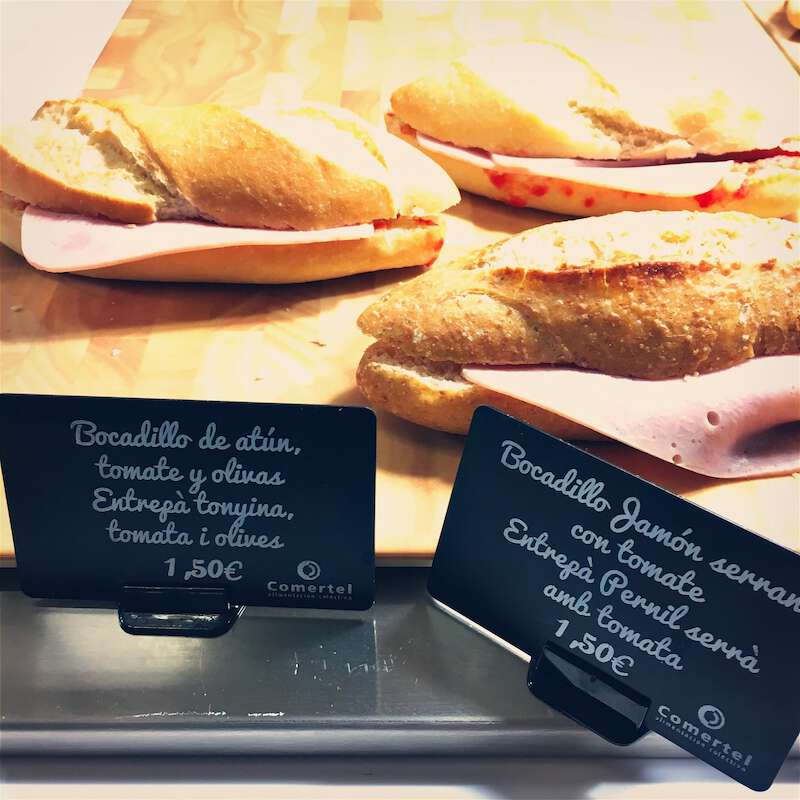 Bocadillo de atún,
tomate y olivas
Entrepà tonyina,
tomata i olives
1,50€
Comertel
alimentación colectiva
Bocadillo Jamón serran
con tomate
Entrepà Pernil serrà
amb tomata
1,50€
Comertel
alimentación colectiva